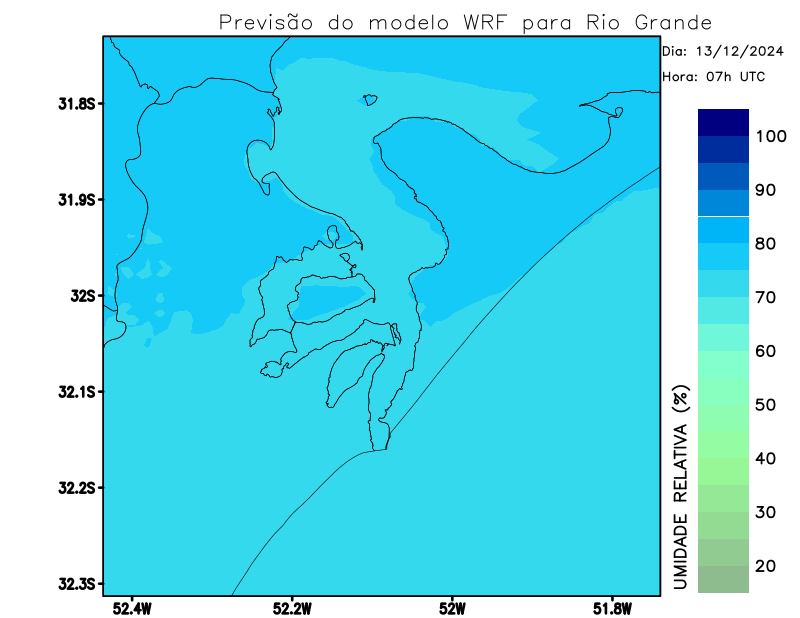 Previsão do modelo WRF para Rio Grande
Dia: 13/12/2024
Hora: 07h UTC
31.8S
31.9S
32S
32.1S
32.2S
32.3S
52.4W
52.2W
52W
51.8W
100
90
80
70
60
50
40
30
20
UMIDADE RELATIVA (%)